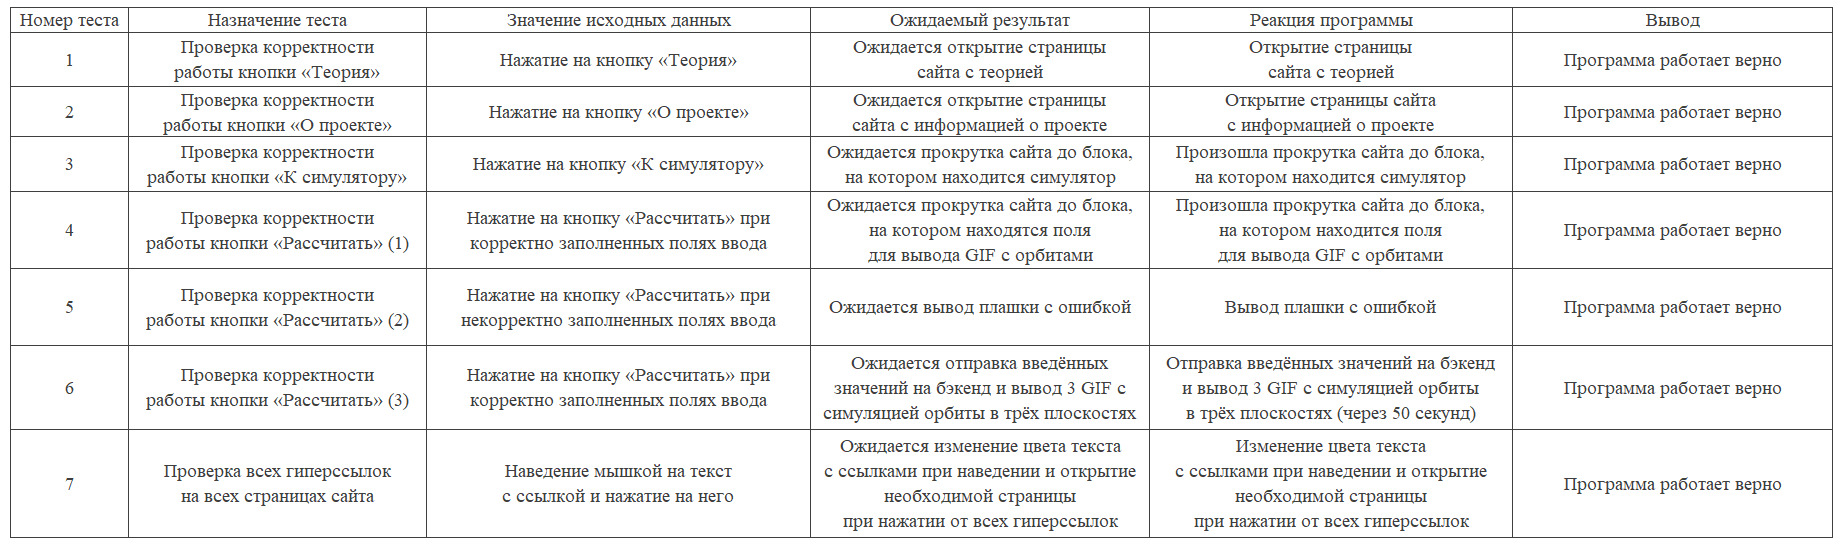 Номер теста
Назначение теста
Значение исходных данных
Ожидаемый результат
Реакция программы
Вывод
1
Проверка корректности
работы кнопки «Теория»
Нажатие на кнопку «Теория»
Ожидается открытие страницы
сайта с теорией
Открытие страницы
сайта с теорией
Программа работает верно
2
Проверка корректности
работы кнопки «О проекте»
Нажатие на кнопку «О проекте»
Ожидается открытие страницы
сайта с информацией о проекте
Открытие страницы сайта
с информацией о проекте
Программа работает верно
3
Проверка корректности
работы кнопки «К симулятору»
Нажатие на кнопку «К симулятору»
Ожидается прокрутка сайта до блока,
на котором находится симулятор
Произошла прокрутка сайта до блока,
на котором находится симулятор
Программа работает верно
4
Проверка корректности
работы кнопки «Рассчитать» (1)
Нажатие на кнопку «Рассчитать» при
корректно заполненных полях ввода
Ожидается прокрутка сайта до блока,
на котором находятся поля
для вывода GIF с орбитами
Произошла прокрутка сайта до блока,
на котором находится поля
для вывода GIF с орбитами
Программа работает верно
5
Проверка корректности
работы кнопки «Рассчитать» (2)
Нажатие на кнопку «Рассчитать» при
некорректно заполненных полях ввода
Ожидается вывод плашки с ошибкой
Вывод плашки с ошибкой
Программа работает верно
6
Проверка корректности
работы кнопки «Рассчитать» (3)
Нажатие на кнопку «Рассчитать» при
корректно заполненных полях ввода
Ожидается отправка введённых
значений на бэкенд и вывод 3 GIF с
симуляцией орбиты в трёх плоскостях
Отправка введённых значений на бэкенд
и вывод 3 GIF с симуляцией орбиты
в трёх плоскостях (через 50 секунд)
Программа работает верно
7
Проверка всех гиперссылок
на всех страницах сайта
Наведение мышкой на текст
с ссылкой и нажатие на него
Ожидается изменение цвета текста
с ссылками при наведении и открытие
необходимой страницы
при нажатии от всех гиперссылок
Изменение цвета текста
с ссылками при наведении и открытие
необходимой страницы
при нажатии от всех гиперссылок
Программа работает верно